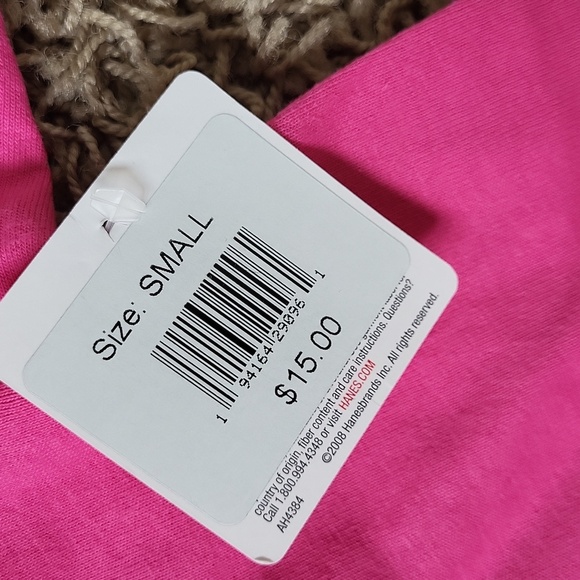 Size: SMALL
1 94164 29096 1
$15.00
country of origin, fiber content and care instructions. Questions?
Call 1.800.994.4348 or visit HANES.COM
©2008 Hanesbrands Inc. All rights reserved.
AH4384